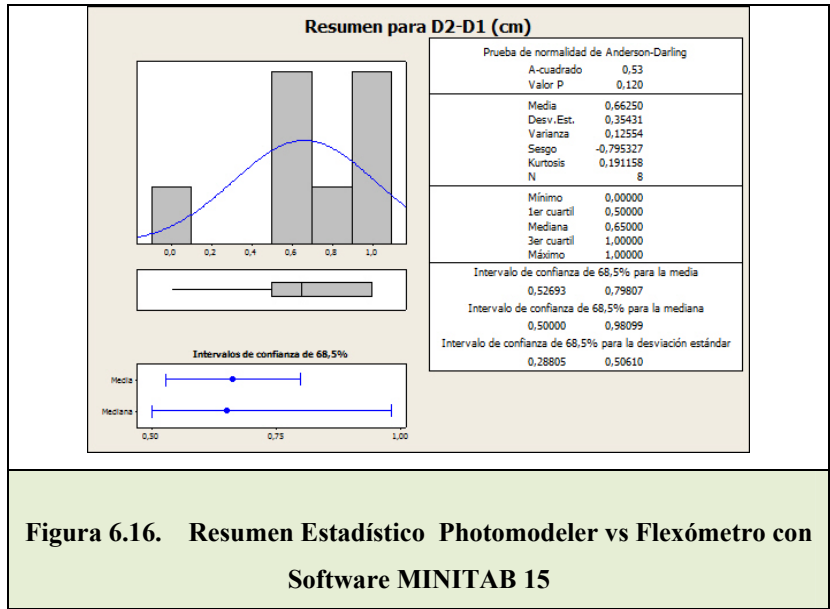 Resumen para D2-D1 (cm)
0,0 0,2 0,4 0,6 0,8 1,0
Intervalos de confianza de 68,5%
Media
Mediana
0,50 0,75 1,00
Prueba de normalidad de Anderson-Darling
A-cuadrado 0,53
Valor P 0,120
Media 0,66250
Desv.Est. 0,35431
Varianza 0,12554
Sesgo -0,795327
Kurtosis 0,191158
N 8
Mínimo 0,00000
1er cuartil 0,50000
Mediana 0,65000
3er cuartil 1,00000
Máximo 1,00000
Intervalo de confianza de 68,5% para la media
0,52693 0,79807
Intervalo de confianza de 68,5% para la mediana
0,50000 0,98099
Intervalo de confianza de 68,5% para la desviación estándar
0,28805 0,50610
Figura 6.16. Resumen Estadístico Photomodeler vs Flexómetro con
Software MINITAB 15